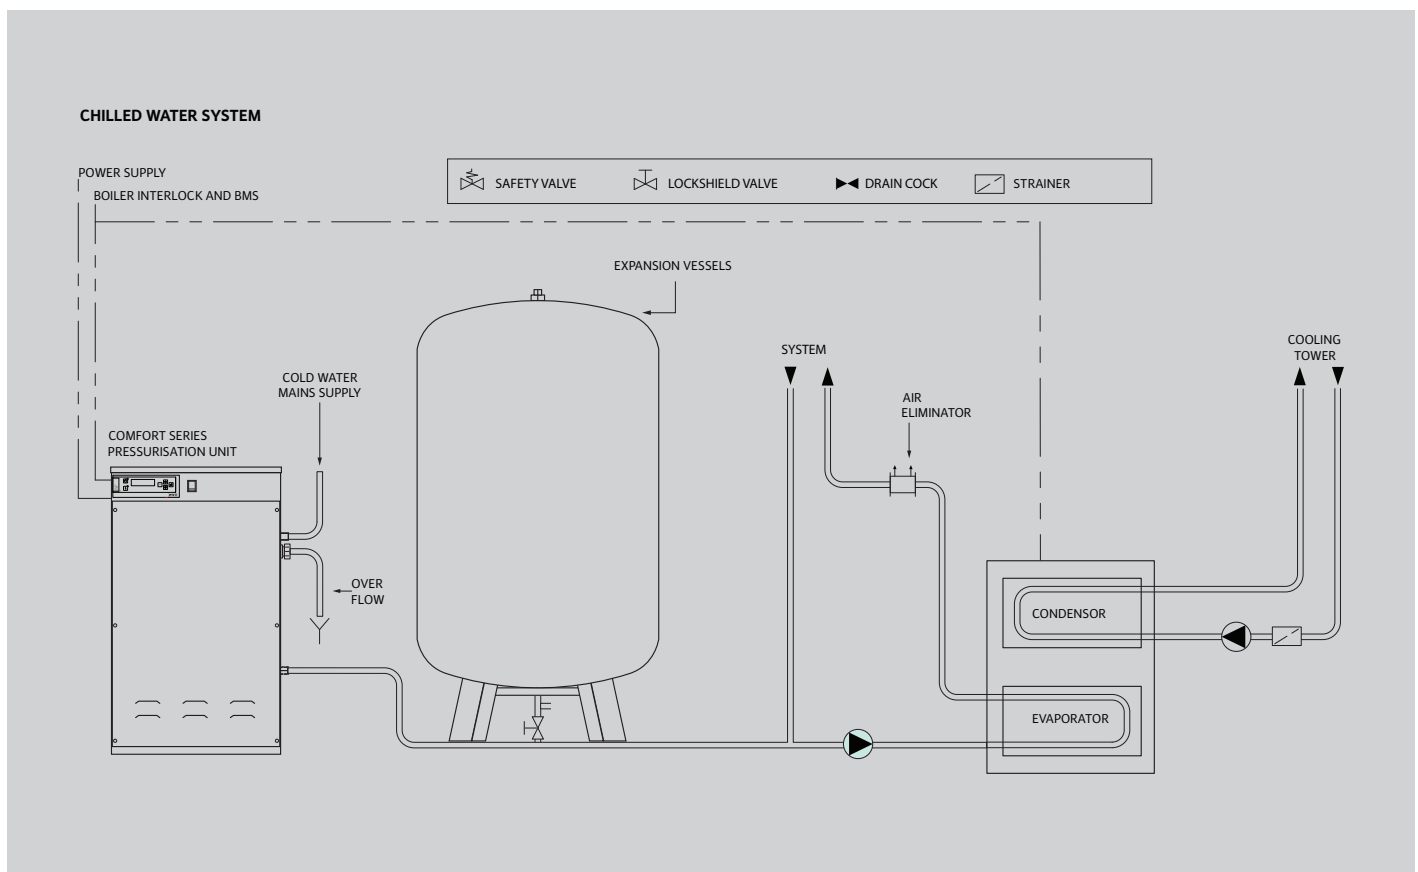 CHILLED WATER SYSTEM
POWER SUPPLY
BOILER INTERLOCK AND BMS
SAFETY VALVE
LOCKSHIELD VALVE
DRAIN COCK
STRAINER
EXPANSION VESSELS
SYSTEM
COOLING
TOWER
COLD WATER
MAINS SUPPLY
AIR
ELIMINATOR
COMFORT SERIES
PRESSURISATION UNIT
OVER
FLOW
CONDENSOR
EVAPORATOR